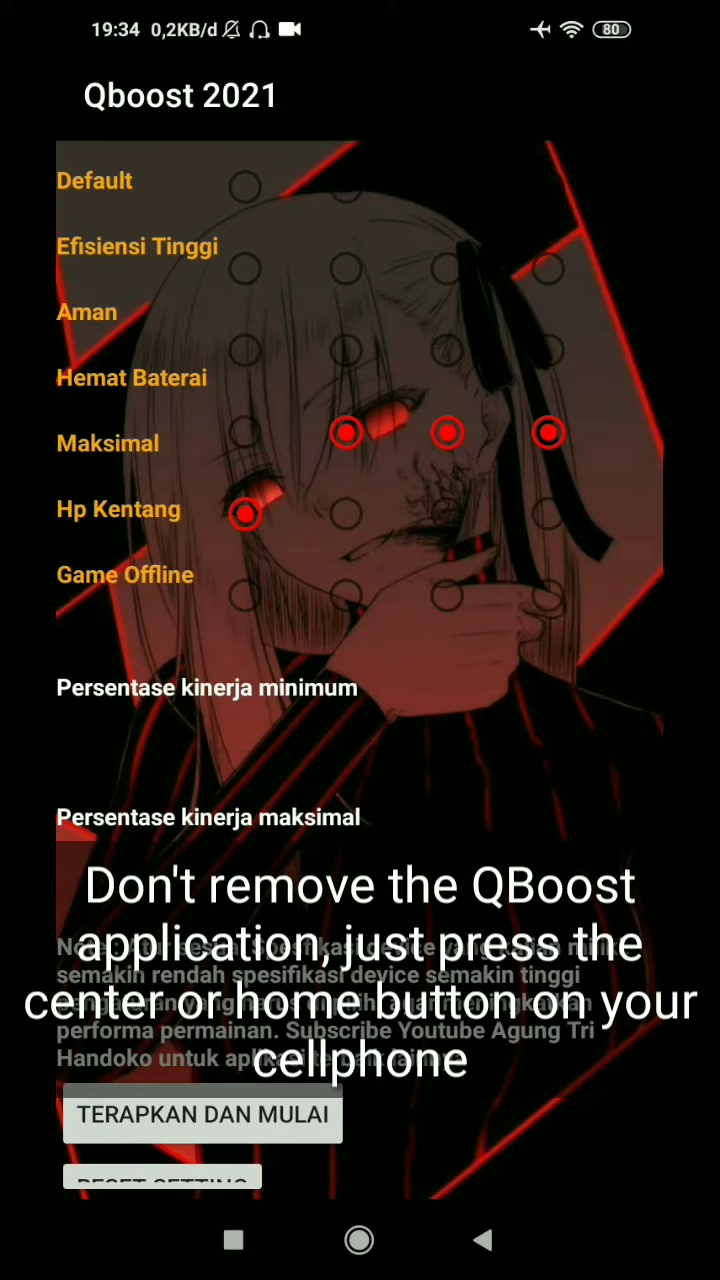 19:34 0,2KB/d
80
Qboost 2021
Default
Efisiensi Tinggi
Aman
Hemat Baterai
Maksimal
Hp Kentang
Game Offline
Persentase kinerja minimum
Persentase kinerja maksimal
Don't remove the QBoost
application, just press the
center or home button on your
cellphone
semakin rendah spesifikasi device semakin tinggi
performa permainan. Subscribe Youtube Agung Tri
Handoko untuk
TERAPKAN DAN MULAI
RESET SETTING